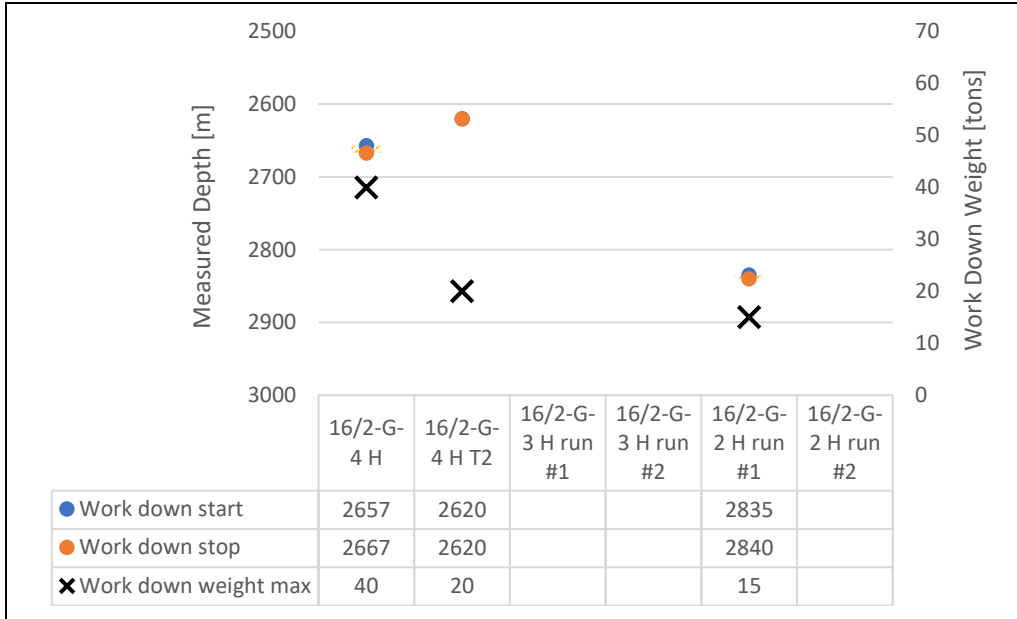 2500
2600
2700
2800
2900
3000
Measured Depth [m]
70
60
50
40
30
20
10
0
Work Down Weight [tons]
16/2-G-
4 H
16/2-G-
4 H T2
16/2-G-
3 H run
#1
16/2-G-
3 H run
#2
16/2-G-
2 H run
#1
16/2-G-
2 H run
#2
Work down start 2657 2620 2835
Work down stop 2667 2620 2840
Work down weight max 40 20 15